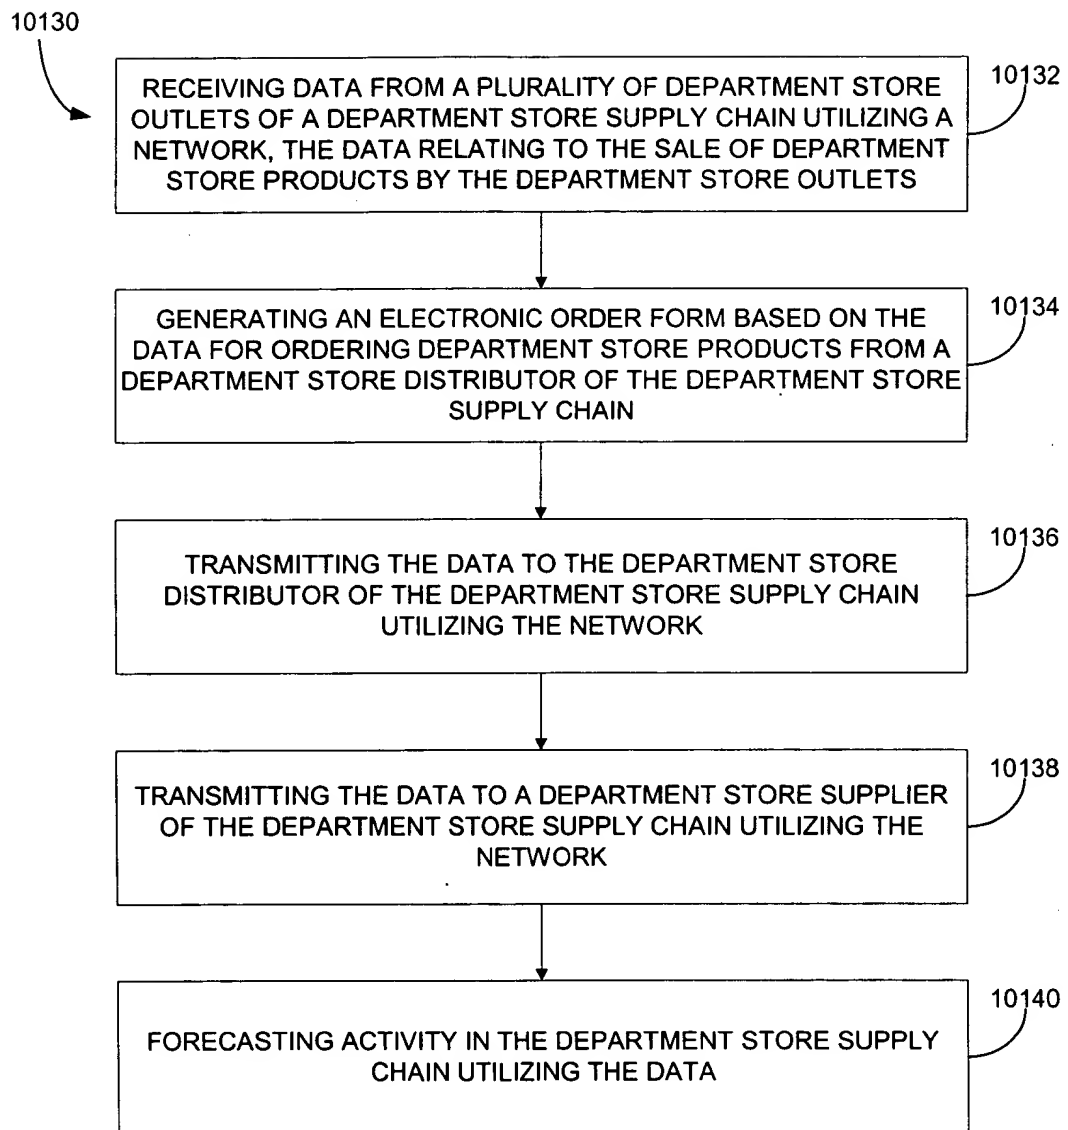 10130
RECEIVING DATA FROM A PLURALITY OF DEPARTMENT STORE
OUTLETS OF A DEPARTMENT STORE SUPPLY CHAIN UTILIZING A
NETWORK, THE DATA RELATING TO THE SALE OF DEPARTMENT
STORE PRODUCTS BY THE DEPARTMENT STORE OUTLETS
10132
GENERATING AN ELECTRONIC ORDER FORM BASED ON THE
DATA FOR ORDERING DEPARTMENT STORE PRODUCTS FROM A
DEPARTMENT STORE DISTRIBUTOR OF THE DEPARTMENT STORE
SUPPLY CHAIN
10134
TRANSMITTING THE DATA TO THE DEPARTMENT STORE
DISTRIBUTOR OF THE DEPARTMENT STORE SUPPLY CHAIN
UTILIZING THE NETWORK
10136
TRANSMITTING THE DATA TO A DEPARTMENT STORE SUPPLIER
OF THE DEPARTMENT STORE SUPPLY CHAIN UTILIZING THE
NETWORK
10138
FORECASTING ACTIVITY IN THE DEPARTMENT STORE SUPPLY
CHAIN UTILIZING THE DATA
10140